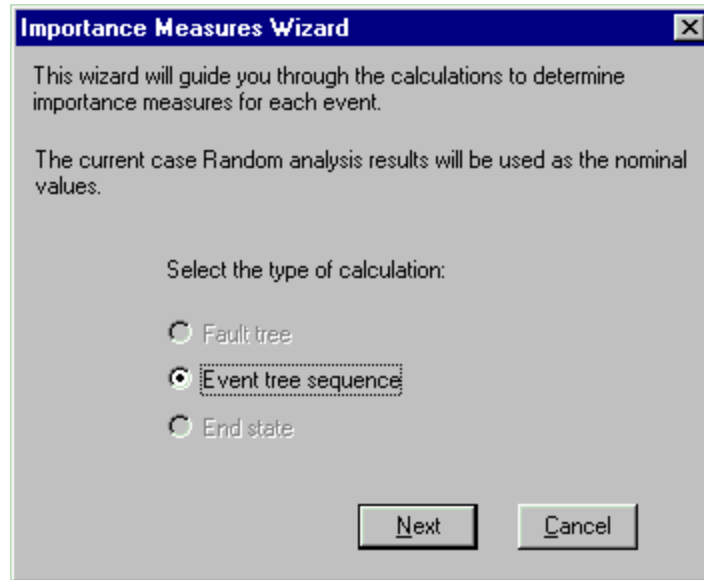 Importance Measures Wizard
This wizard will guide you through the calculations to determine
importance measures for each event.
The current case Random analysis results will be used as the nominal
values.
Select the type of calculation:
Fault tree
Event tree sequence
End state
Next Cancel